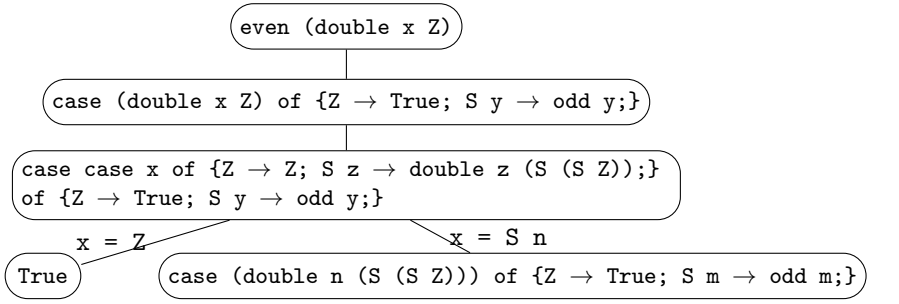 even (double x Z)
case (double x Z) of {Z → True; S y → odd y;}
case case x of {Z → Z; S z → double z (S (S Z));}
of {Z → True; S y → odd y;}
x = Z
x = S n
True
case (double n (S (S Z))) of {Z → True; S m → odd m;}